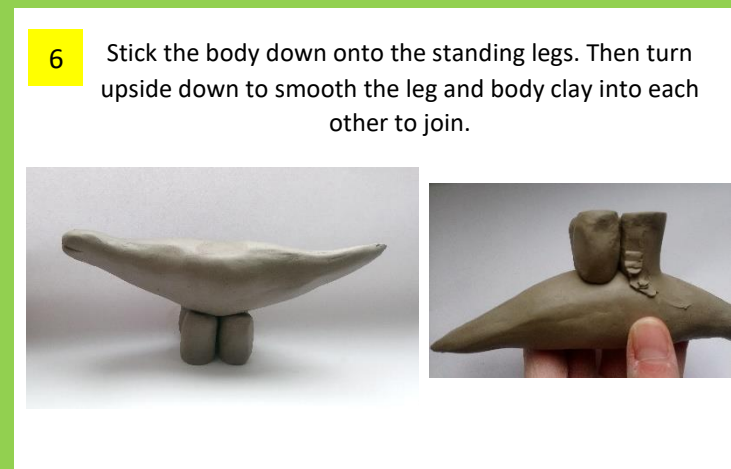 6
Stick the body down onto the standing legs. Then turn
upside down to smooth the leg and body clay into each
other to join.